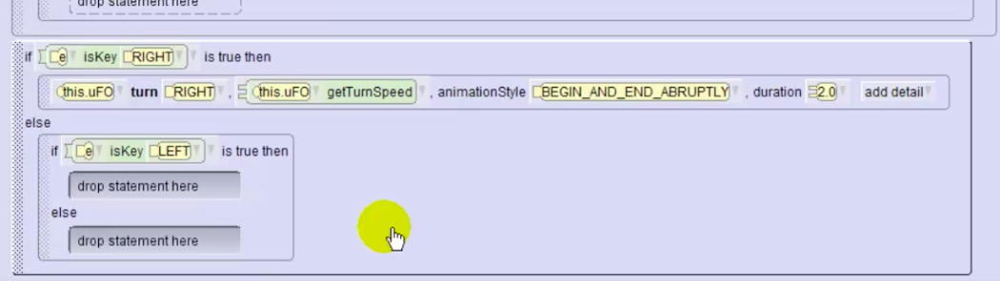 drop statement here
if e isKey RIGHT is true then
this.uFO turn RIGHT , this.uFO getTurnSpeed , animationStyle BEGIN_AND_END_ABRUPTLY , duration 2.0 add detail
else
if e isKey LEFT is true then
drop statement here
else
drop statement here